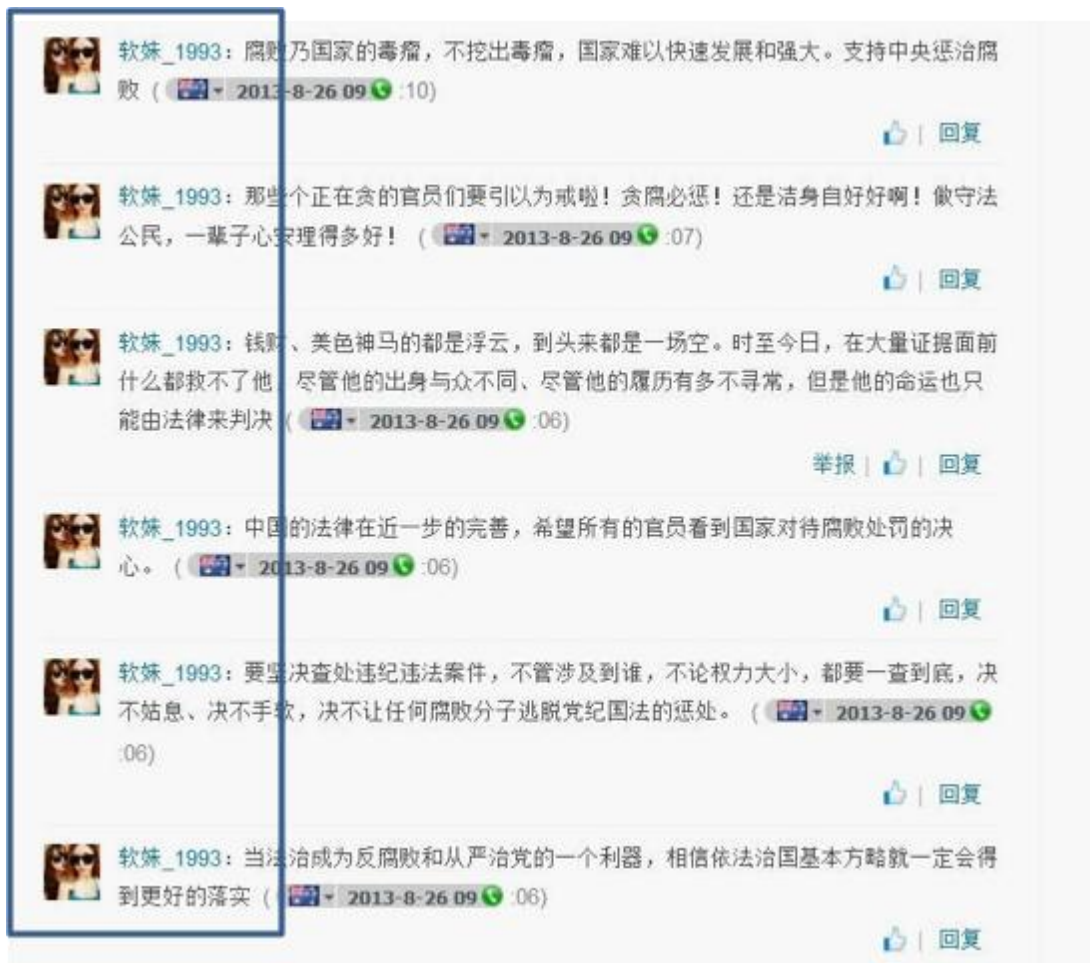 软妹_1993：腐败乃国家的毒瘤，不挖出毒瘤，国家难以快速发展和强大。支持中央惩治腐
败 ( 2013-8-26 09 :10)
回复
软妹_1993：那些个正在贪的官员们要引以为戒啦！贪腐必惩！还是洁身自好好啊！做守法
公民，一辈子心安理得多好！ ( 2013-8-26 09 :07)
回复
软妹_1993：钱财、美色神马的都是浮云，到头来都是一场空。时至今日，在大量证据面前
什么都救不了他，尽管他的出身与众不同、尽管他的履历有多不寻常，但是他的命运也只
能由法律来判决 ( 2013-8-26 09 :06)
举报 | 回复
软妹_1993：中国的法律在近一步的完善，希望所有的官员看到国家对待腐败处罚的决
心。 ( 2013-8-26 09 :06)
回复
软妹_1993：要坚决查处违纪违法案件，不管涉及到谁，不论权力大小，都要一查到底，决
不姑息、决不手软，决不让任何腐败分子逃脱党纪国法的惩处。 ( 2013-8-26 09
:06)
回复
软妹_1993：当法治成为反腐败和从严治党的一个利器，相信依法治国基本方略就一定会得
到更好的落实 ( 2013-8-26 09 :06)
回复